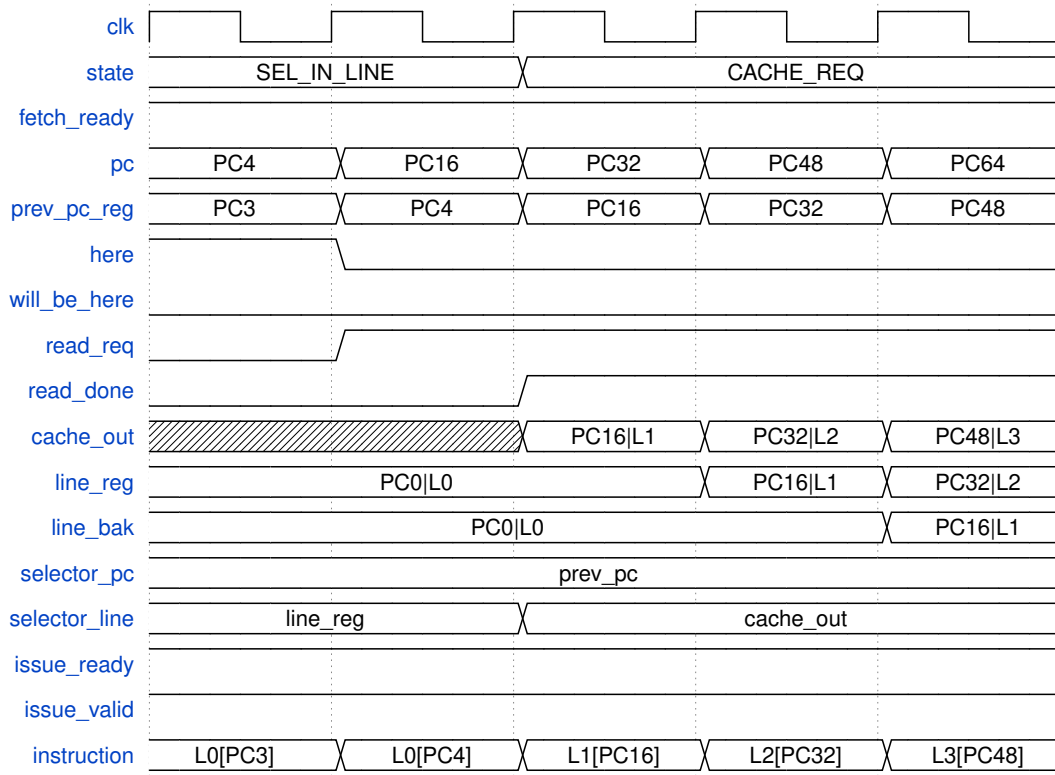 clk
state SEL_IN_LINE CACHE_REQ
fetch_ready
pc PC4 PC16 PC32 PC48 PC64
prev_pc_reg PC3 PC4 PC16 PC32 PC48
here
will_be_here
read_req
read_done
cache_out PC16|L1 PC32|L2 PC48|L3
line_reg PC0|L0 PC16|L1 PC32|L2
line_bak PC0|L0 PC16|L1
selector_pc prev_pc
selector_line line_reg cache_out
issue_ready
issue_valid
instruction L0[PC3] L0[PC4] L1[PC16] L2[PC32] L3[PC48]